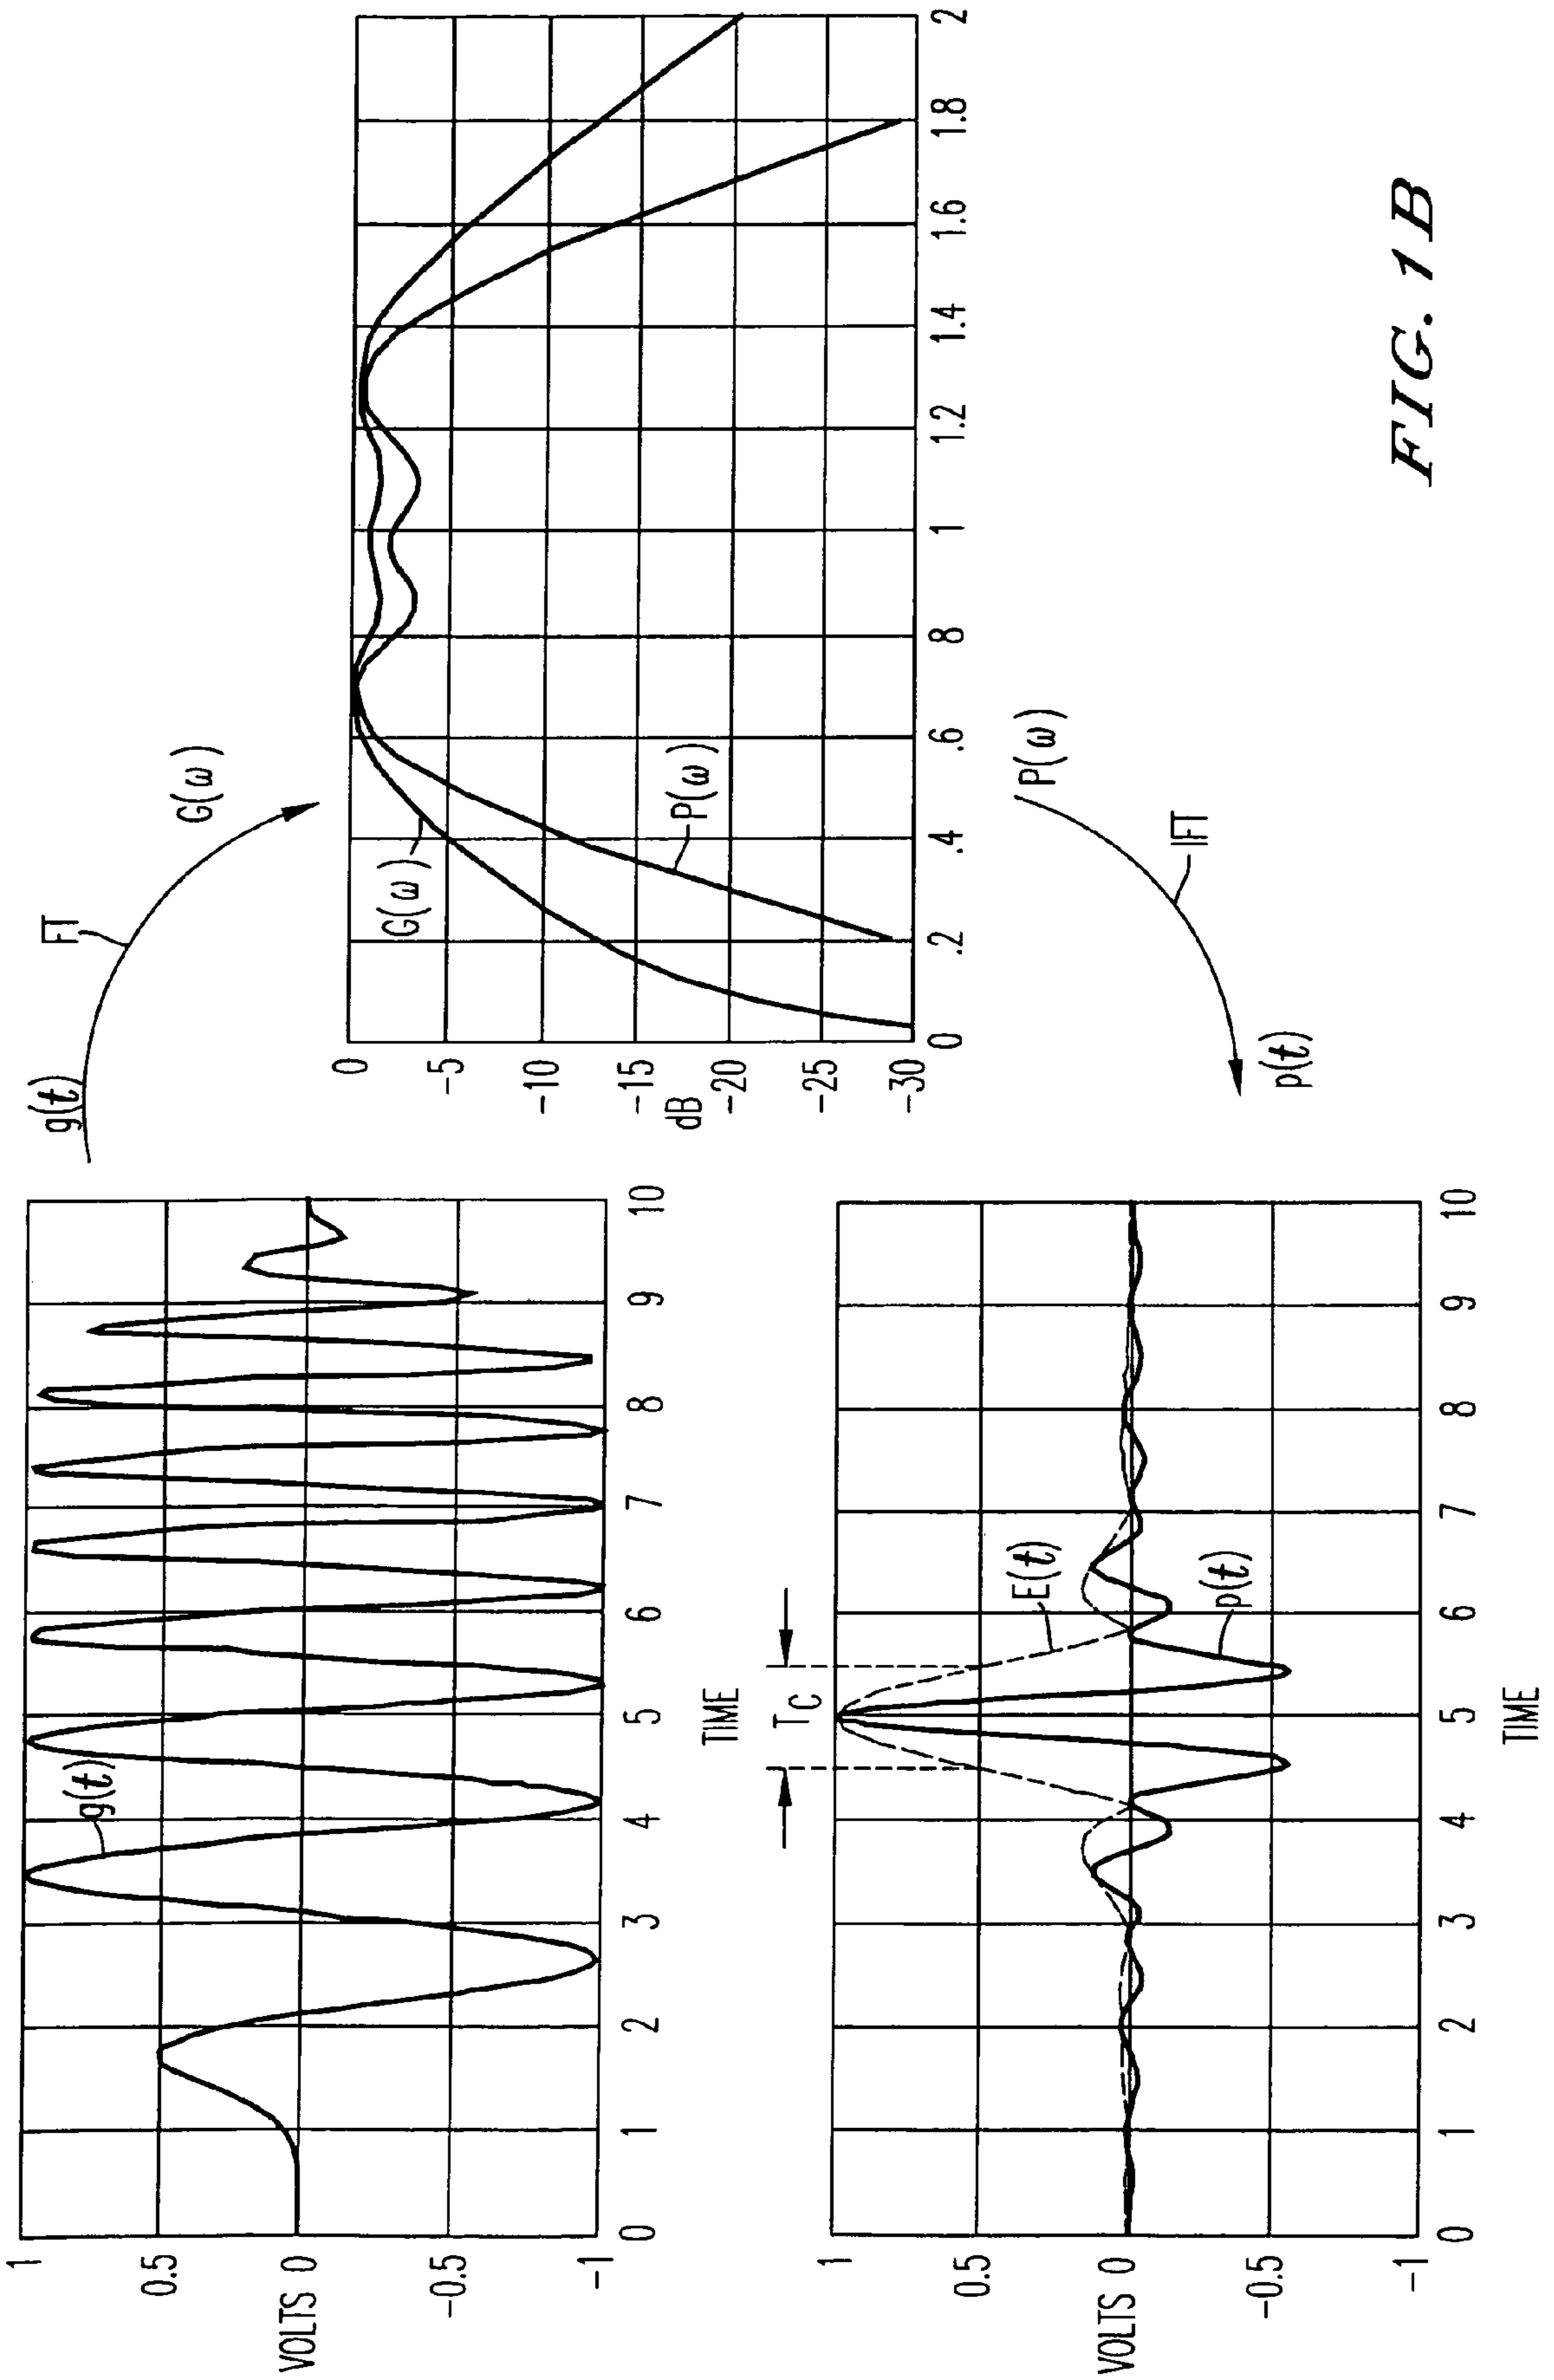 g(t)
FT
G(ω)
1
0.5
VOLTS 0
-0.5
-1
g(t)
0 1 2 3 4 5 6 7 8 9 10
TIME
0
-5
-10
-15
dB
-20
-25
-30
G(ω)
P(ω)
0 .2 .4 .6 8 1 1.2 1.4 1.6 1.8 2
P(ω)
IFT
p(t)
TC
1
0.5
VOLTS 0
-0.5
-1
E(t)
p(t)
0 1 2 3 4 5 6 7 8 9 10
TIME
FIG. 1B